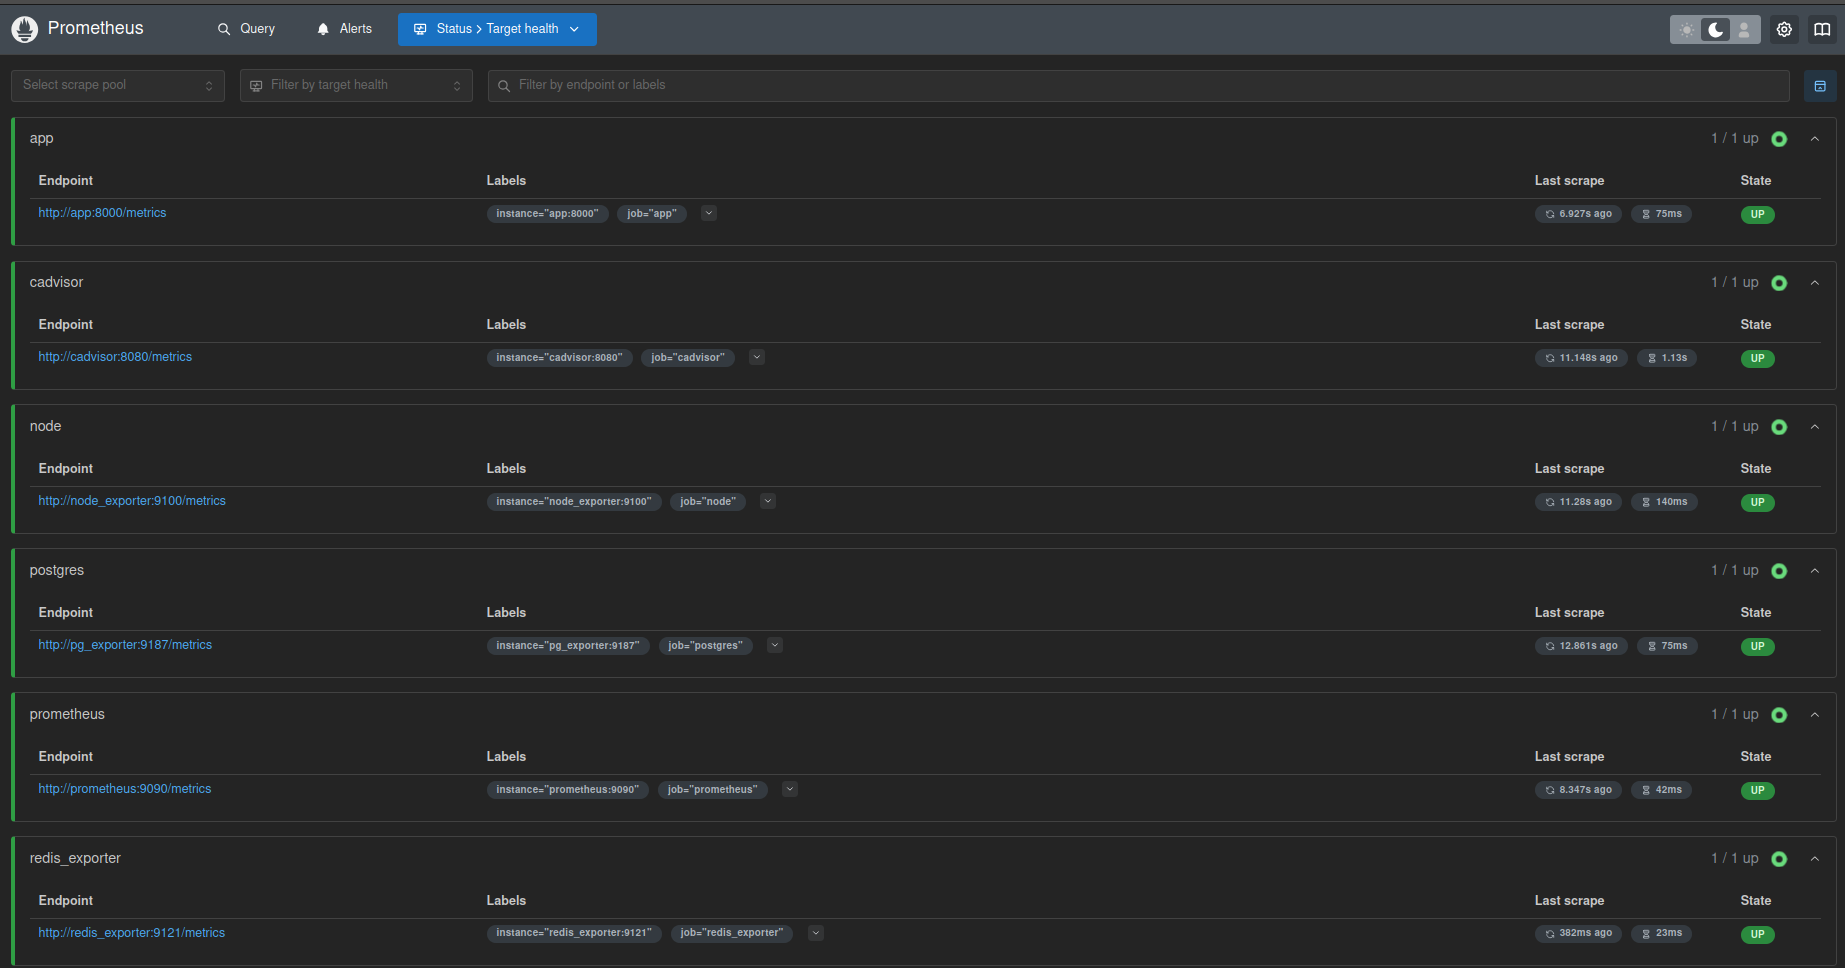 Prometheus Query Alerts Status > Target health
Select scrape pool Filter by target health Filter by endpoint or labels
app 1 / 1 up
Endpoint Labels Last scrape State
http://app:8000/metrics instance="app:8000" job="app" 6.927s ago 75ms UP
cadvisor 1 / 1 up
Endpoint Labels Last scrape State
http://cadvisor:8080/metrics instance="cadvisor:8080" job="cadvisor" 11.148s ago 1.13s UP
node 1 / 1 up
Endpoint Labels Last scrape State
http://node_exporter:9100/metrics instance="node_exporter:9100" job="node" 11.28s ago 140ms UP
postgres 1 / 1 up
Endpoint Labels Last scrape State
http://pg_exporter:9187/metrics instance="pg_exporter:9187" job="postgres" 12.861s ago 75ms UP
prometheus 1 / 1 up
Endpoint Labels Last scrape State
http://prometheus:9090/metrics instance="prometheus:9090" job="prometheus" 8.347s ago 42ms UP
redis_exporter 1 / 1 up
Endpoint Labels Last scrape State
http://redis_exporter:9121/metrics instance="redis_exporter:9121" job="redis_exporter" 382ms ago 23ms UP